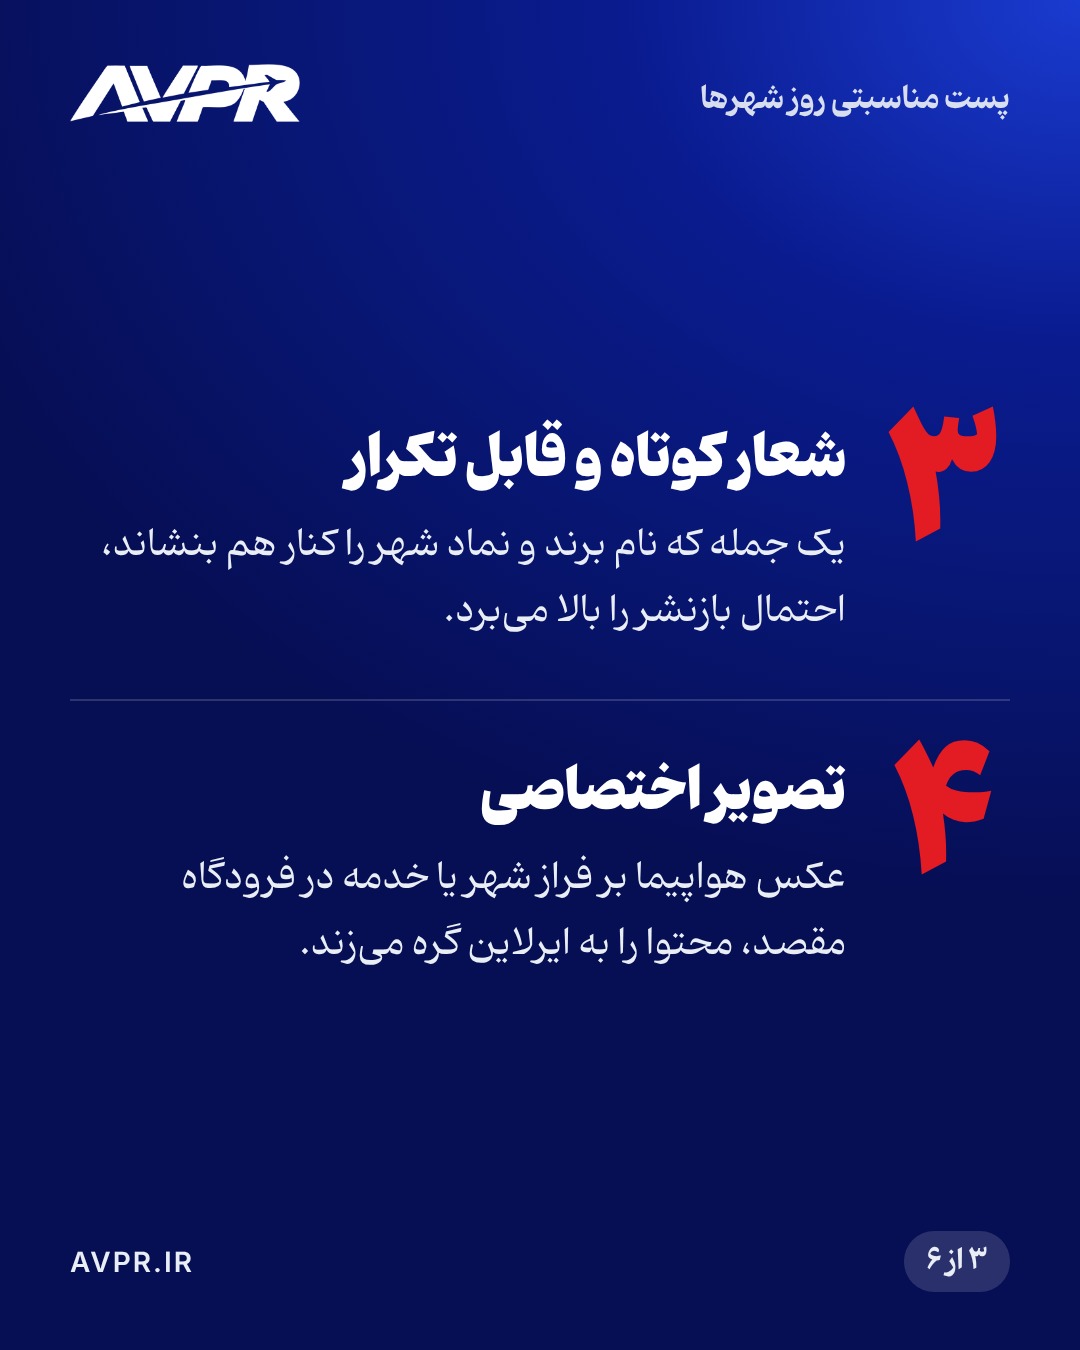 AVPR
پست مناسبتی روز شهرها
۳
شعار کوتاه و قابل تکرار
یک جمله که نام برند و نماد شهر را کنار هم بنشاند،
احتمال بازنشر را بالا می‌برد.
۴
تصویر اختصاصی
عکس هواپیما بر فراز شهر یا خدمه در فرودگاه
مقصد، محتوا را به ایرلاین گره می‌زند.
AVPR.IR
۳ از ۶